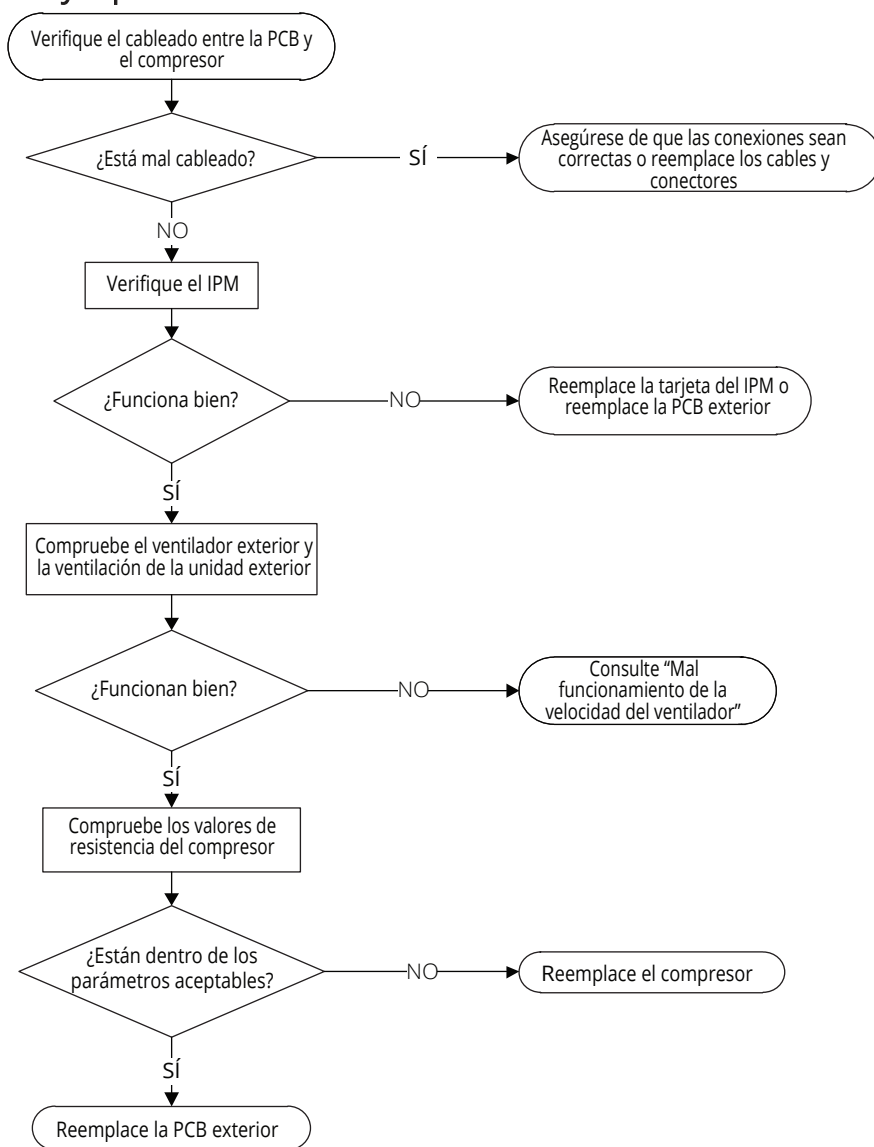 Verifique el cableado entre la PCB y
el compresor
¿Está mal cableado?
SÍ
Asegúrese de que las conexiones sean
correctas o reemplace los cables y
conectores
NO
Verifique el IPM
¿Funciona bien?
NO
Reemplace la tarjeta del IPM o
reemplace la PCB exterior
SÍ
Compruebe el ventilador exterior y
la ventilación de la unidad exterior
¿Funcionan bien?
NO
Consulte “Mal
funcionamiento de la
velocidad del ventilador”
SÍ
Compruebe los valores de
resistencia del compresor
¿Están dentro de los
parámetros aceptables?
NO
Reemplace el compresor
SÍ
Reemplace la PCB exterior